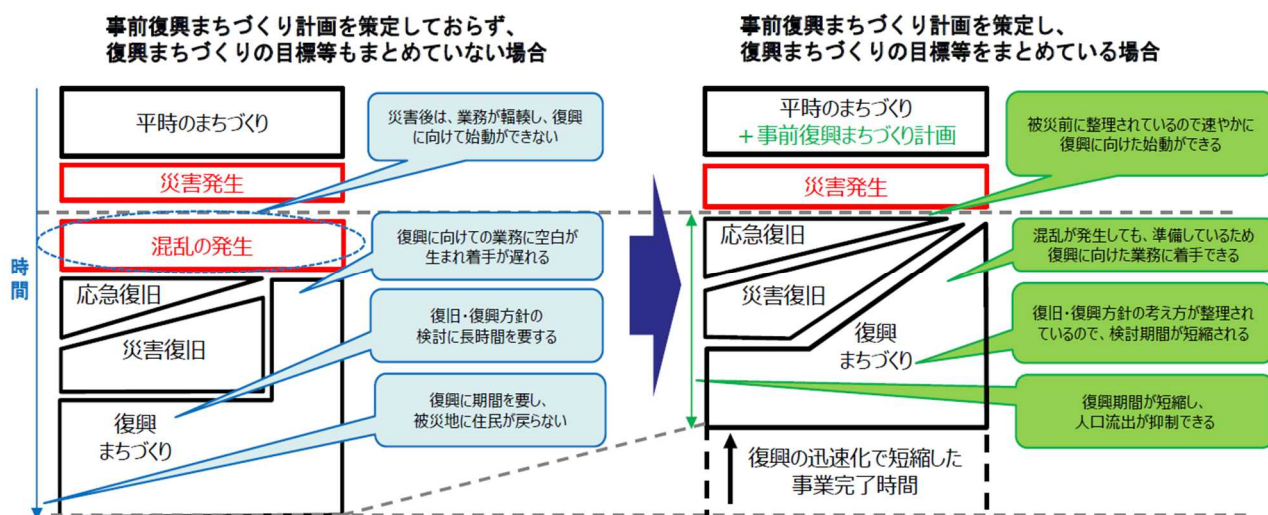 事前復興まちづくり計画を策定しておらず、
復興まちづくりの目標等もまとめていない場合
平時のまちづくり
災害発生
混乱の発生
応急復旧
災害復旧
復興
まちづくり
時間
災害後は、業務が輻輳し、復興
に向けて始動ができない
復興に向けての業務に空白が
生まれ着手が遅れる
復旧・復興方針の
検討に長時間を要する
復興に期間を要し、
被災地に住民が戻らない
事前復興まちづくり計画を策定し、
復興まちづくりの目標等をまとめている場合
平時のまちづくり
+事前復興まちづくり計画
災害発生
応急復旧
災害復旧
復興
まちづくり
復興の迅速化で短縮した
事業完了時間
被災前に整理されているので速やかに
復興に向けた始動ができる
混乱が発生しても、準備しているため
復興に向けた業務に着手できる
復旧・復興方針の考え方が整理され
ているので、検討期間が短縮される
復興期間が短縮し、
人口流出が抑制できる